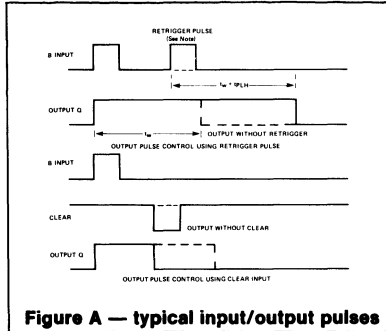 RETRIGGER PULSE
(See Note)
B INPUT
tw + tPLH
OUTPUT Q
tw
OUTPUT WITHOUT RETRIGGER
OUTPUT PULSE CONTROL USING RETRIGGER PULSE
B INPUT
CLEAR
OUTPUT WITHOUT CLEAR
OUTPUT Q
OUTPUT PULSE CONTROL USING CLEAR INPUT
Figure A — typical input/output pulses